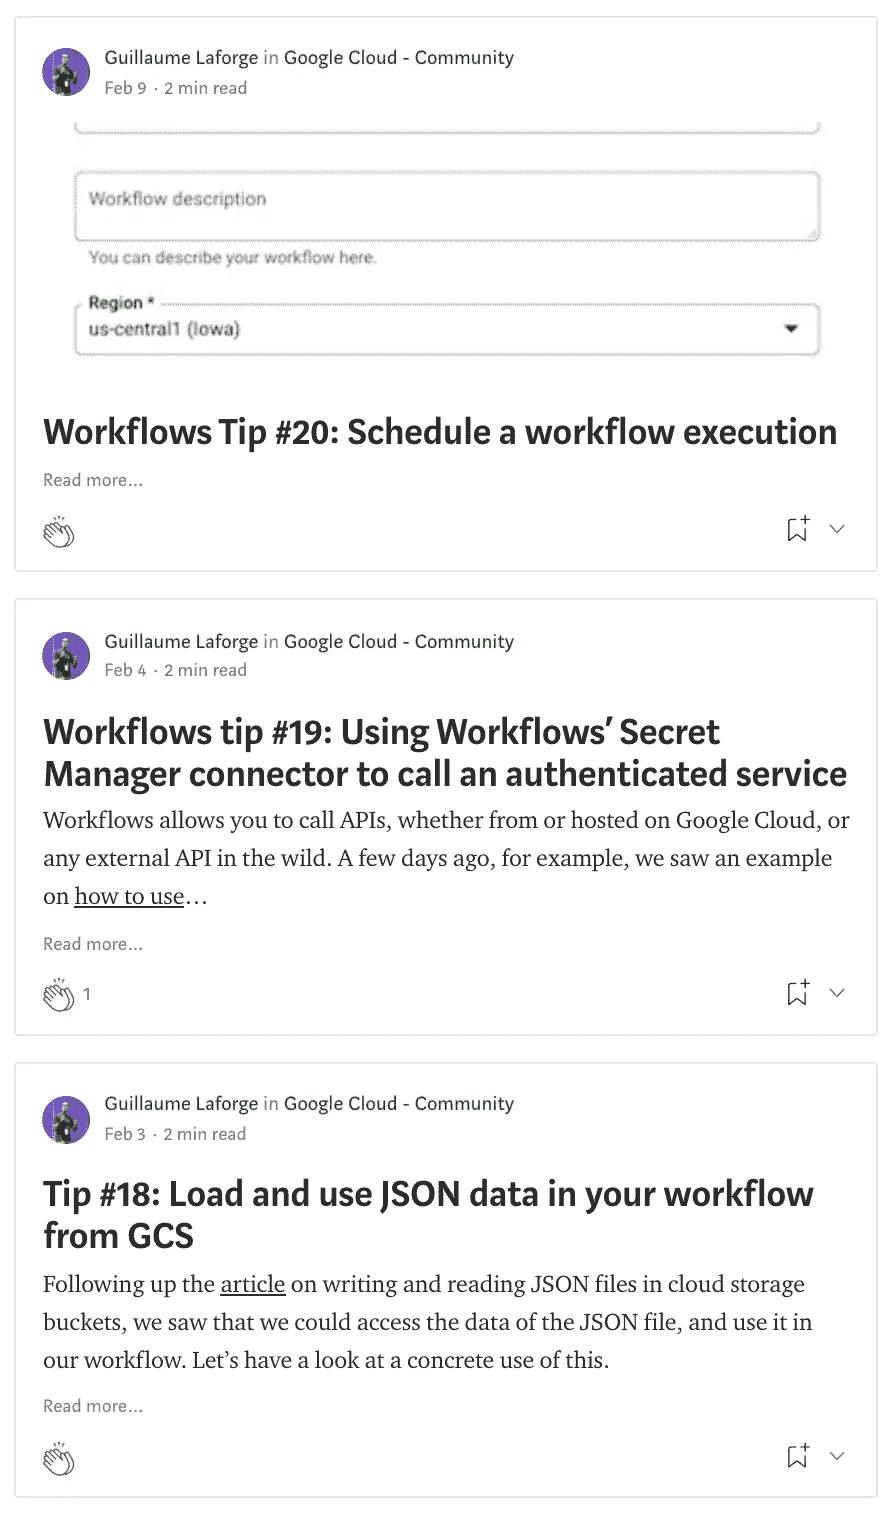 Guillaume Laforge in Google Cloud - Community
Feb 9 · 2 min read
Workflow description
You can describe your workflow here.
Region *
us-central1 (Iowa)
Workflows Tip #20: Schedule a workflow execution
Read more...
Guillaume Laforge in Google Cloud - Community
Feb 4 · 2 min read
Workflows tip #19: Using Workflows’ Secret
Manager connector to call an authenticated service
Workflows allows you to call APIs, whether from or hosted on Google Cloud, or
any external API in the wild. A few days ago, for example, we saw an example
on how to use…
Read more...
1
Guillaume Laforge in Google Cloud - Community
Feb 3 · 2 min read
Tip #18: Load and use JSON data in your workflow
from GCS
Following up the article on writing and reading JSON files in cloud storage
buckets, we saw that we could access the data of the JSON file, and use it in
our workflow. Let’s have a look at a concrete use of this.
Read more...